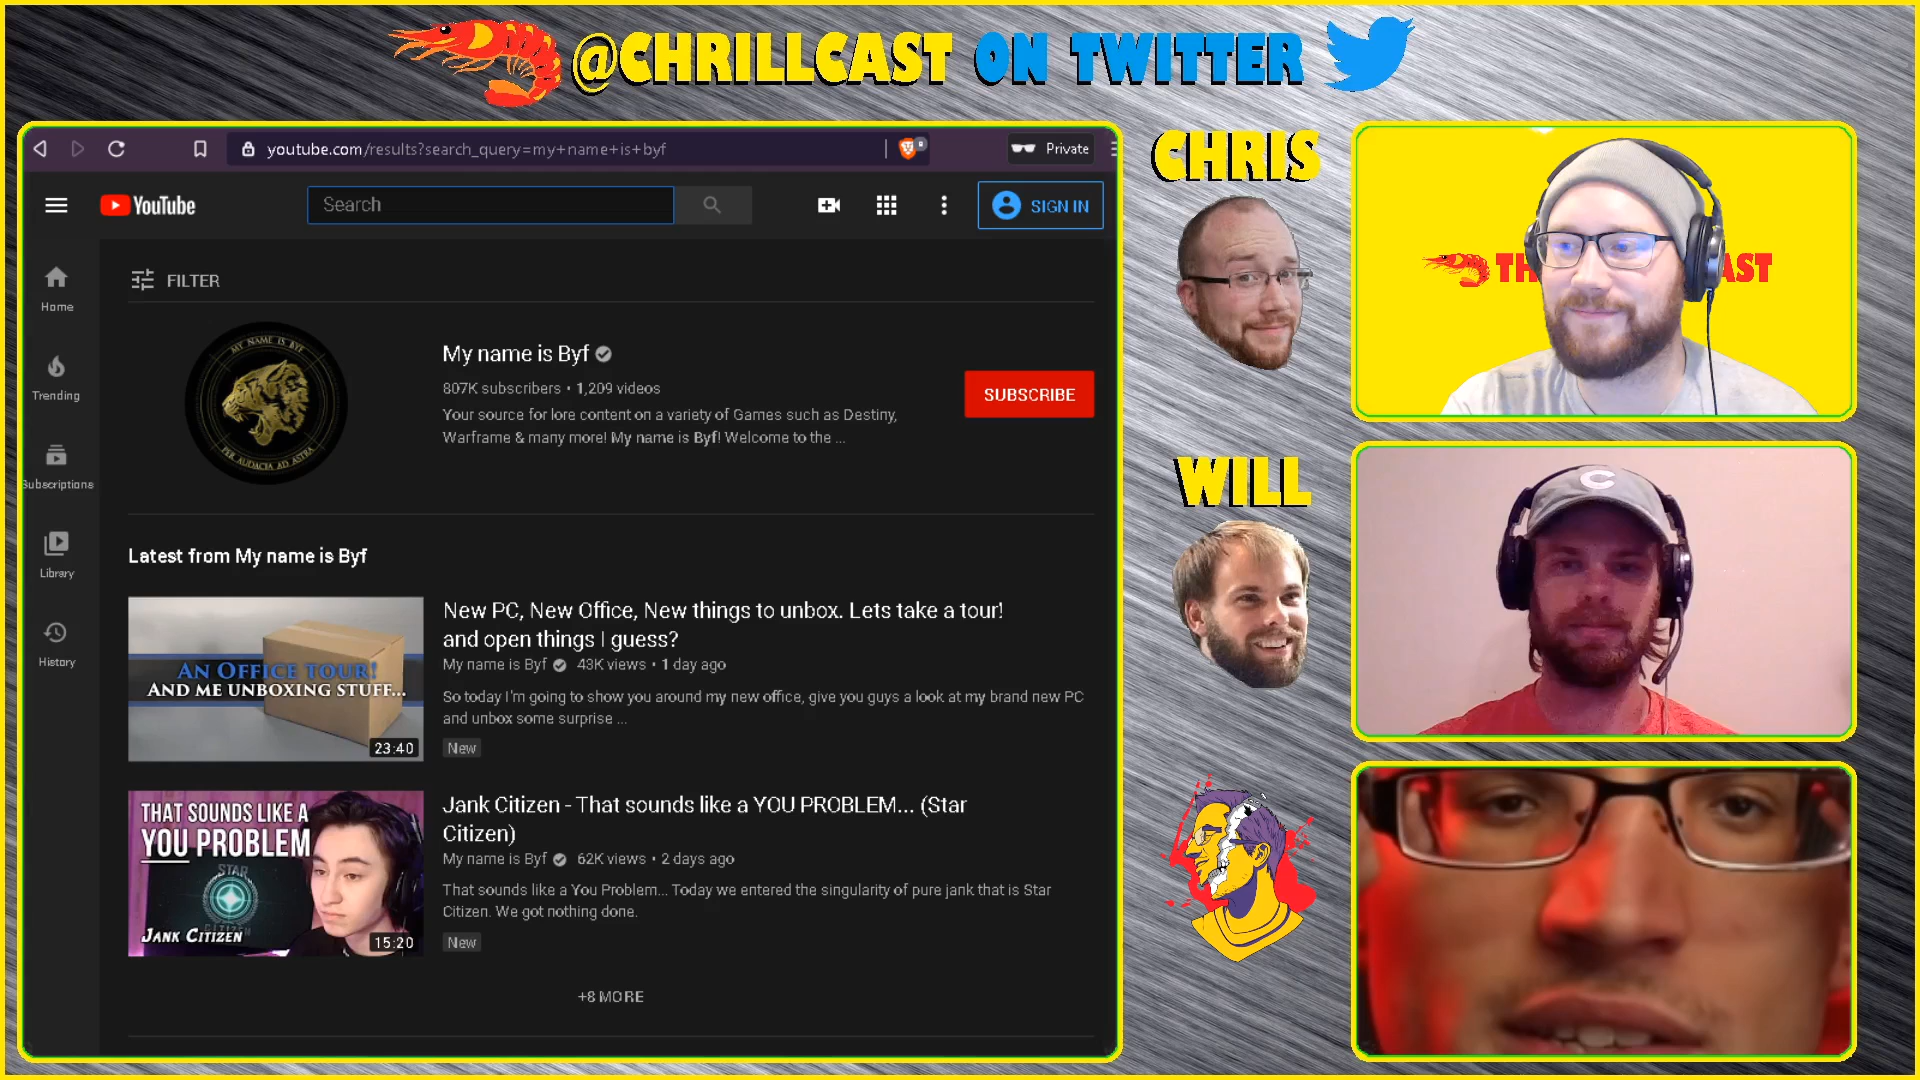 @CHRILLCAST ON TWITTER
youtube.com/results?search_query=my+name+is+byf
Private
YouTube
Search
SIGN IN
Home
Trending
Subscriptions
Library
History
FILTER
MY NAME IS BYF
PER AUDACIA AD ASTRA
My name is Byf
807K subscribers • 1,209 videos
Your source for lore content on a variety of Games such as Destiny,
Warframe & many more! My name is Byf! Welcome to the ...
SUBSCRIBE
Latest from My name is Byf
AN OFFICE TOUR!
AND ME UNBOXING STUFF...
23:40
New PC, New Office, New things to unbox. Lets take a tour!
and open things I guess?
My name is Byf 43K views • 1 day ago
So today I'm going to show you around my new office, give you guys a look at my brand new PC
and unbox some surprise ...
New
THAT SOUNDS LIKE A
YOU PROBLEM
STAR
CITIZEN
JANK CITIZEN
15:20
Jank Citizen - That sounds like a YOU PROBLEM... (Star
Citizen)
My name is Byf 62K views • 2 days ago
That sounds like a You Problem... Today we entered the singularity of pure jank that is Star
Citizen. We got nothing done.
New
+8 MORE
CHRIS
TH
AST
WILL
C